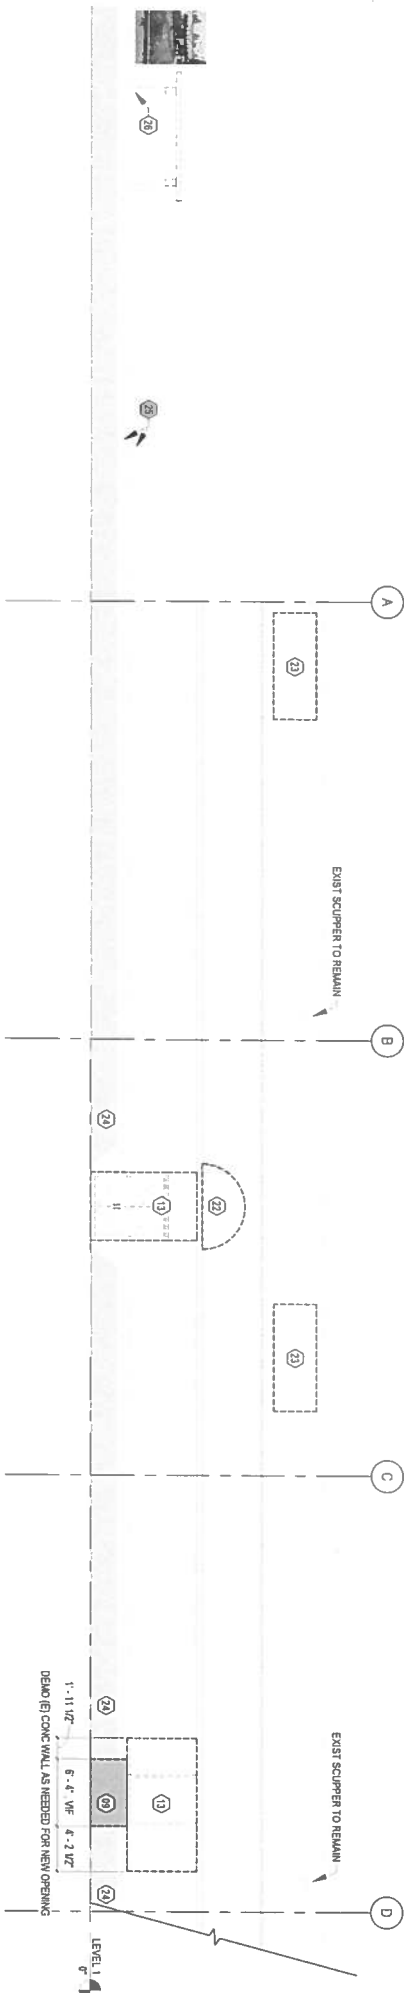 26
25
A
23
EXIST SCUPPER TO REMAIN
B
24
13
22
23
C
24
EXIST SCUPPER TO REMAIN
13
09
24
1' - 11 1/2"
6' - 4" VIF
4' - 2 1/2"
DEMO (E) CONC WALL AS NEEDED FOR NEW OPENING
D
LEVEL 1
0"